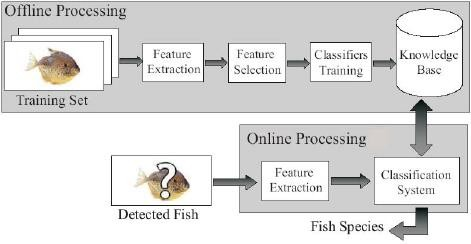 Offline Processing
Training Set
Feature
Extraction
Feature
Selection
Classifiers
Training
Knowledge
Base
Online Processing
?
Detected Fish
Feature
Extraction
Classification
System
Fish Species